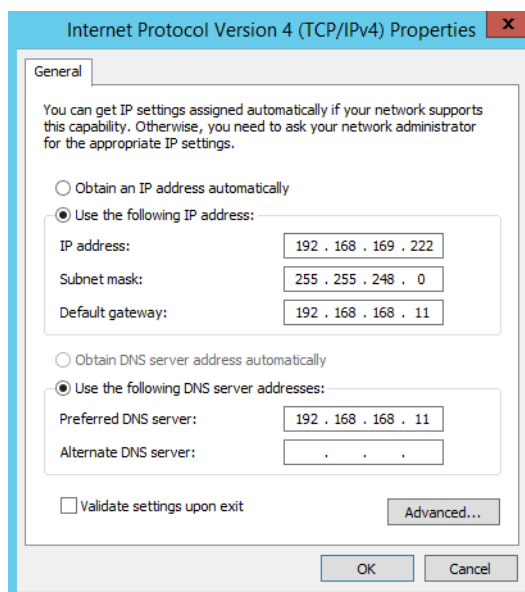 Internet Protocol Version 4 (TCP/IPv4) Properties
x
General
You can get IP settings assigned automatically if your network supports
this capability. Otherwise, you need to ask your network administrator
for the appropriate IP settings.
Obtain an IP address automatically
Use the following IP address:
IP address: 192 . 168 . 169 . 222
Subnet mask: 255 . 255 . 248 . 0
Default gateway: 192 . 168 . 168 . 11
Obtain DNS server address automatically
Use the following DNS server addresses:
Preferred DNS server: 192 . 168 . 168 . 11
Alternate DNS server: . . .
Validate settings upon exit
Advanced...
OK Cancel